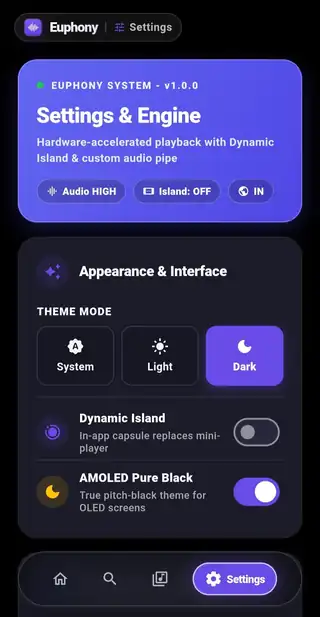 Euphony | Settings
EUPHONY SYSTEM - v1.0.0
Settings & Engine
Hardware-accelerated playback with Dynamic
Island & custom audio pipe
Audio HIGH
Island: OFF
IN
Appearance & Interface
THEME MODE
System
Light
Dark
Dynamic Island
In-app capsule replaces mini-
player
AMOLED Pure Black
True pitch-black theme for
OLED screens
Settings